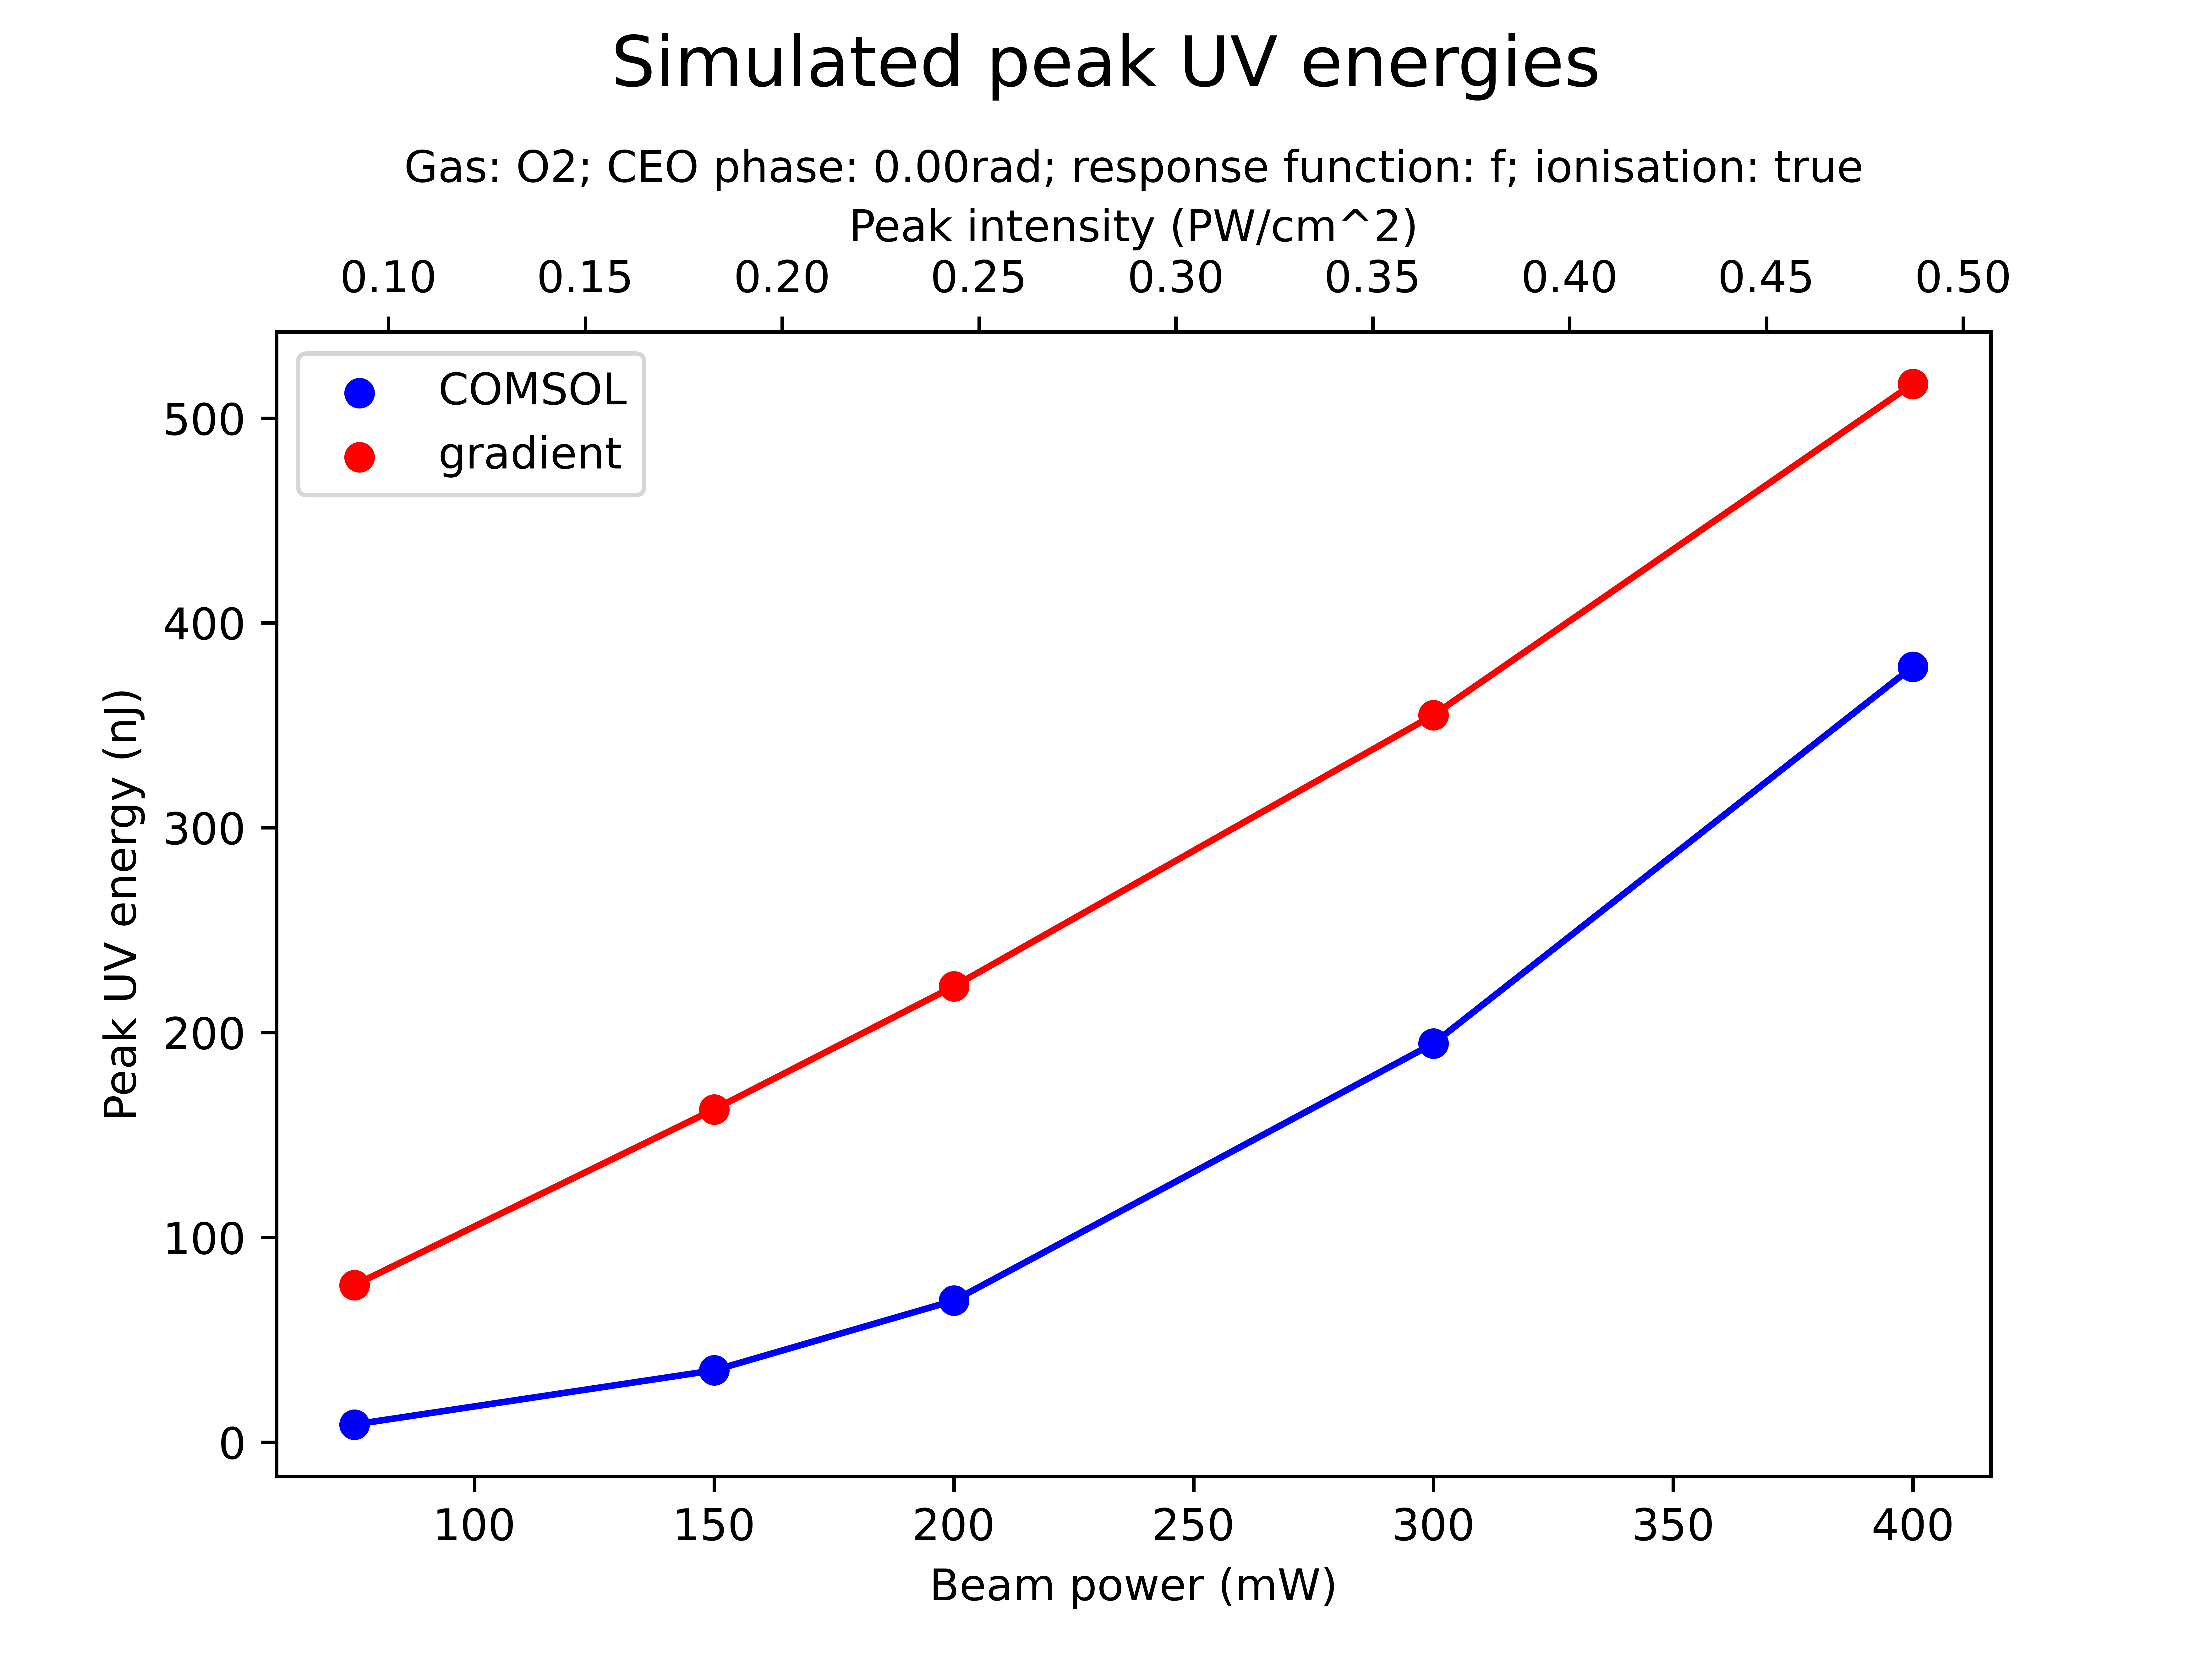 Simulated peak UV energies
Gas: O2; CEO phase: 0.00rad; response function: f; ionisation: true
Peak intensity (PW/cm^2)
0.10 0.15 0.20 0.25 0.30 0.35 0.40 0.45 0.50
COMSOL
gradient
500
400
300
200
100
0
Peak UV energy (nJ)
100 150 200 250 300 350 400
Beam power (mW)